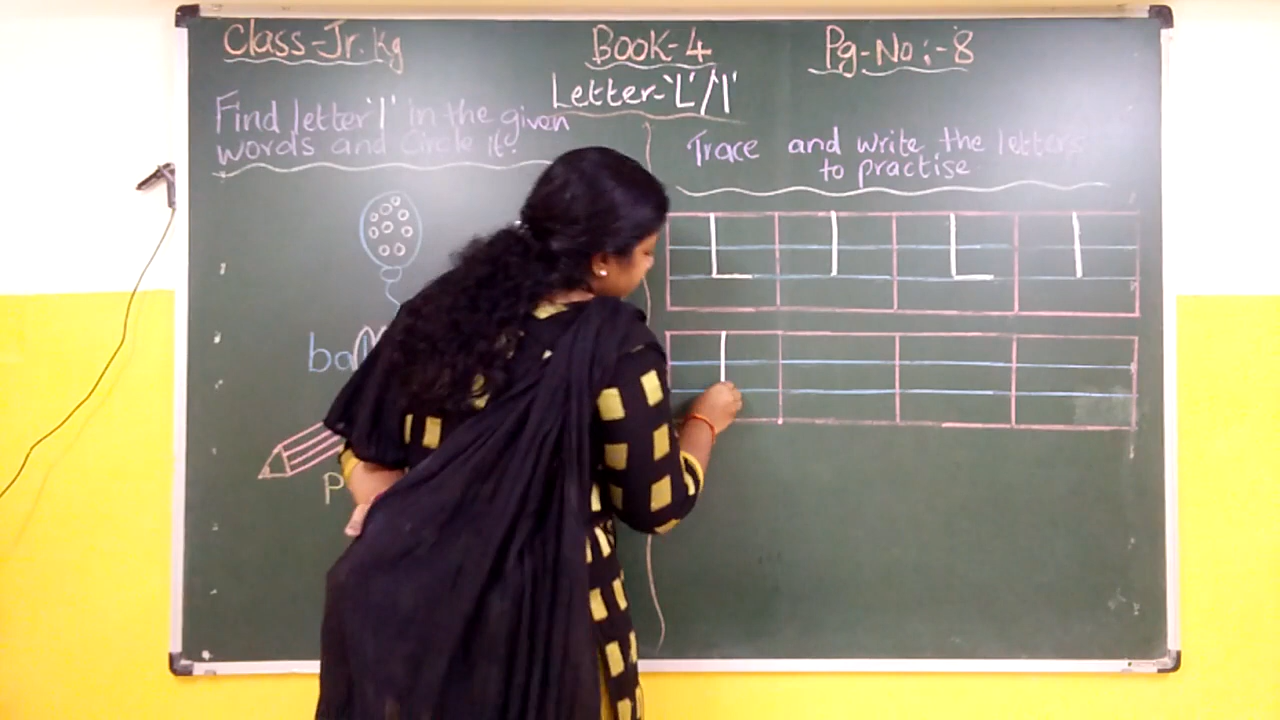 Class-Jr.Kg
Book-4
Pg-No:-8
Letter-'L'/'l'
Find letter 'l' in the given
words and Circle it?
Trace and write the letters
to practise
L l L l
l